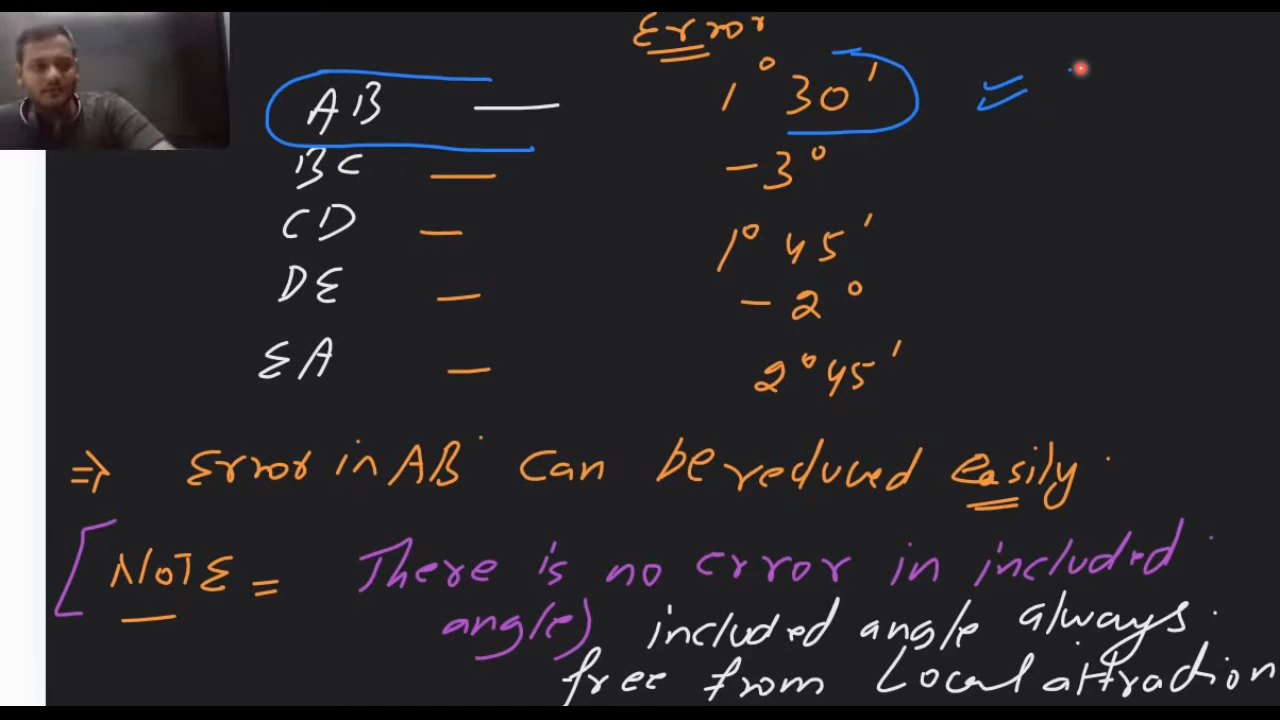 Error
AB — 1° 30'
BC — -3°
CD — 1° 45'
DE — -2°
EA — 2° 45'
⇒ Error in AB can be reduced easily.
[NOTE = There is no error in included
angle) included angle always.
free from Local attraction